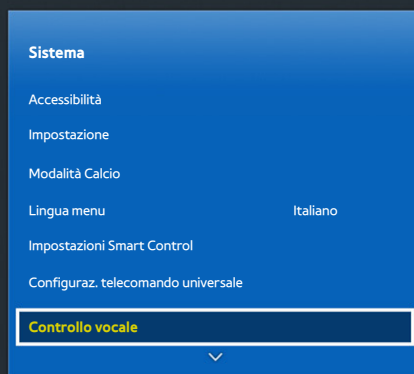 Sistema
Accessibilità
Impostazione
Modalità Calcio
Lingua menu Italiano
Impostazioni Smart Control
Configuraz. telecomando universale
Controllo vocale